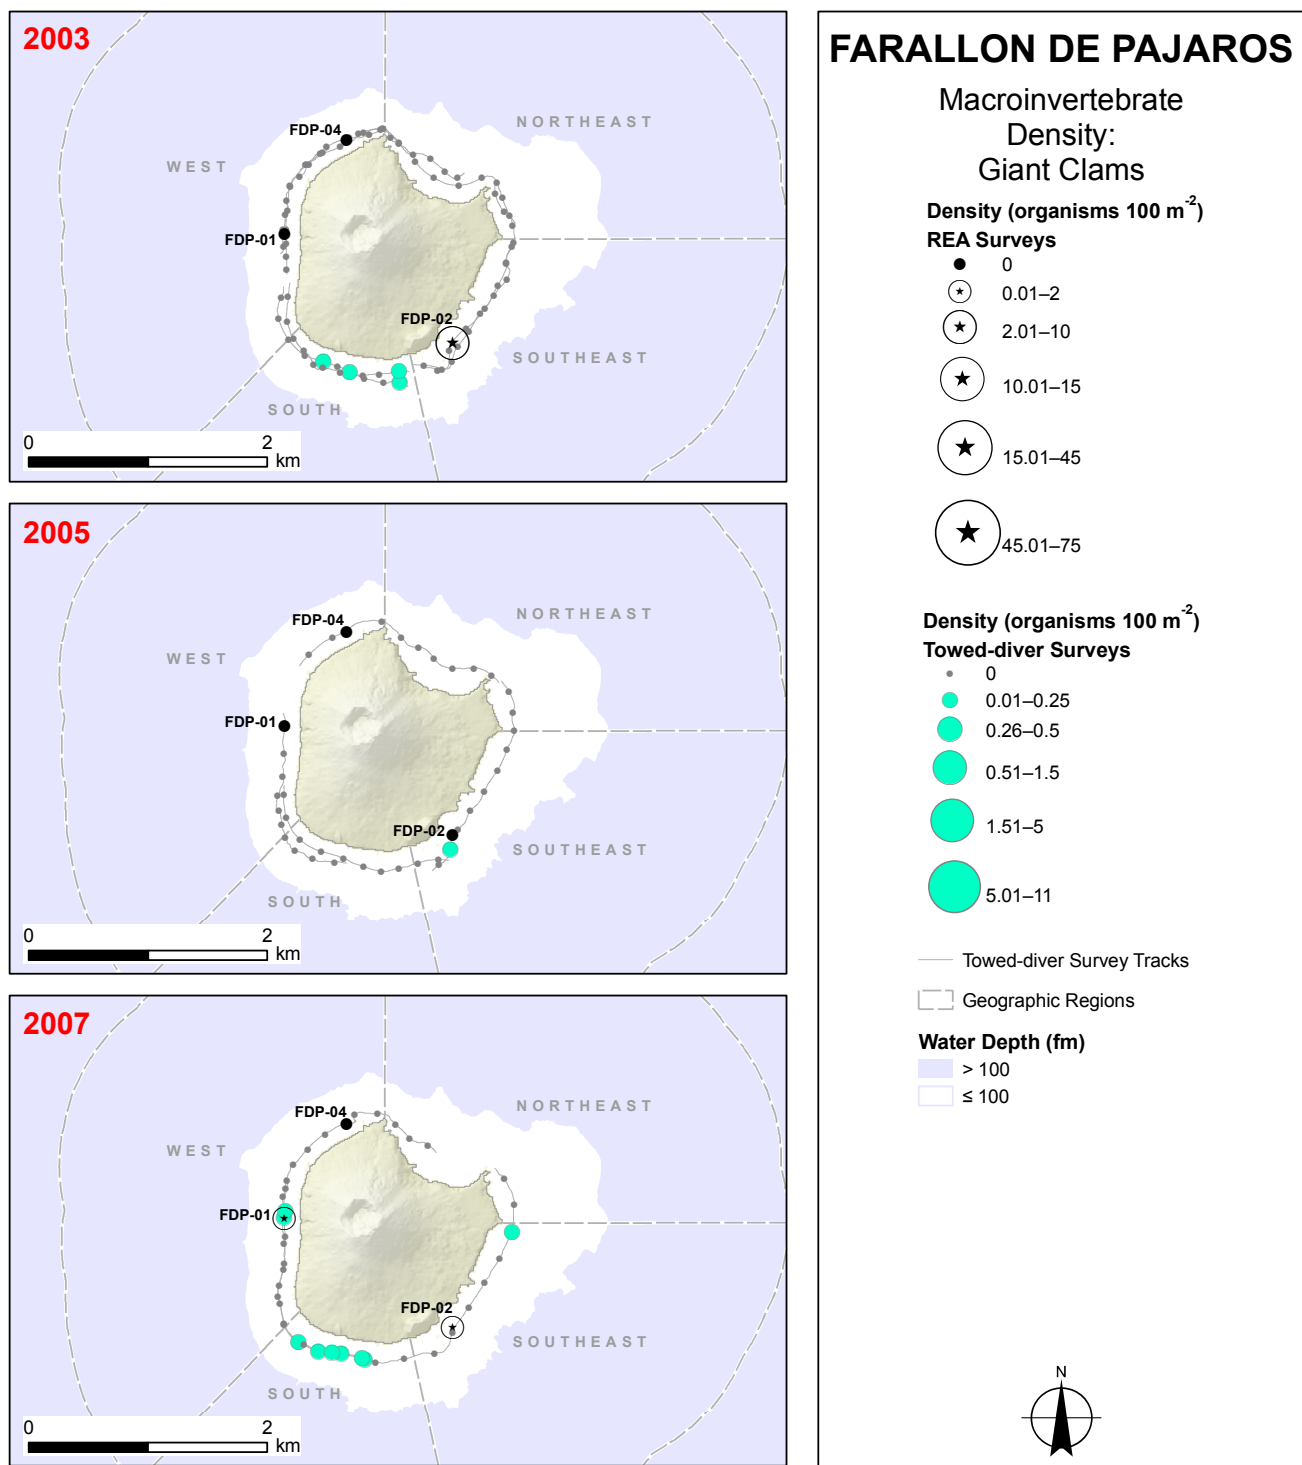 2003
NORTHEAST
FDP-04
WEST
FDP-01
FDP-02
SOUTHEAST
SOUTH
0 2
km
2005
NORTHEAST
FDP-04
WEST
FDP-01
FDP-02
SOUTHEAST
SOUTH
0 2
km
2007
NORTHEAST
FDP-04
WEST
FDP-01
FDP-02
SOUTHEAST
SOUTH
0 2
km
FARALLON DE PAJAROS
Macroinvertebrate
Density:
Giant Clams
Density (organisms 100 m⁻²)
REA Surveys
0
0.01–2
2.01–10
10.01–15
15.01–45
45.01–75
Density (organisms 100 m⁻²)
Towed-diver Surveys
0
0.01–0.25
0.26–0.5
0.51–1.5
1.51–5
5.01–11
Towed-diver Survey Tracks
Geographic Regions
Water Depth (fm)
> 100
≤ 100
N